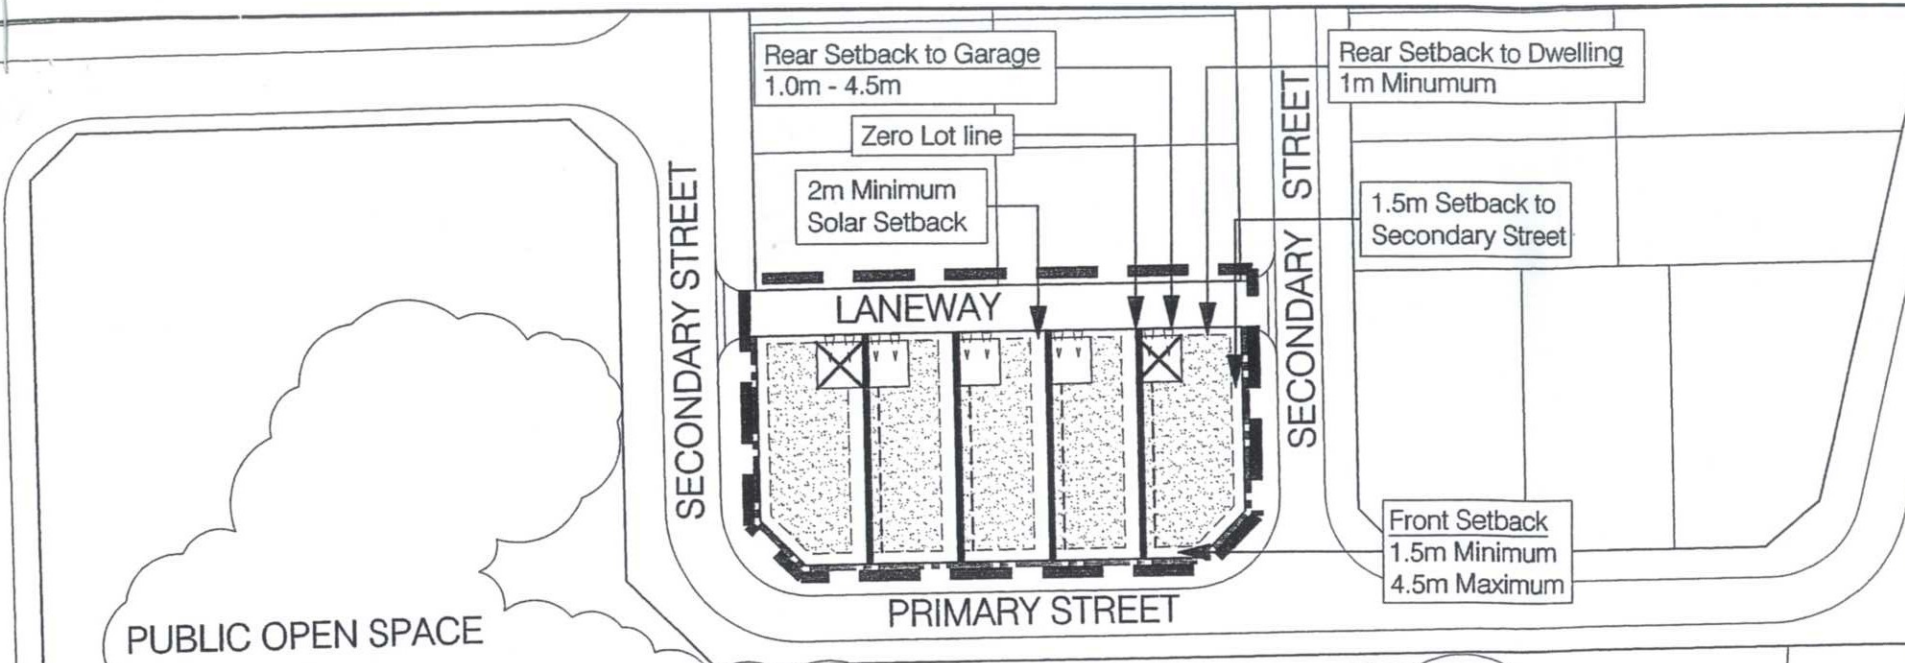 Rear Setback to Garage
1.0m - 4.5m
Rear Setback to Dwelling
1m Minumum
Zero Lot line
2m Minimum
Solar Setback
1.5m Setback to
Secondary Street
SECONDARY STREET
SECONDARY STREET
LANEWAY
Front Setback
1.5m Minimum
4.5m Maximum
PRIMARY STREET
PUBLIC OPEN SPACE